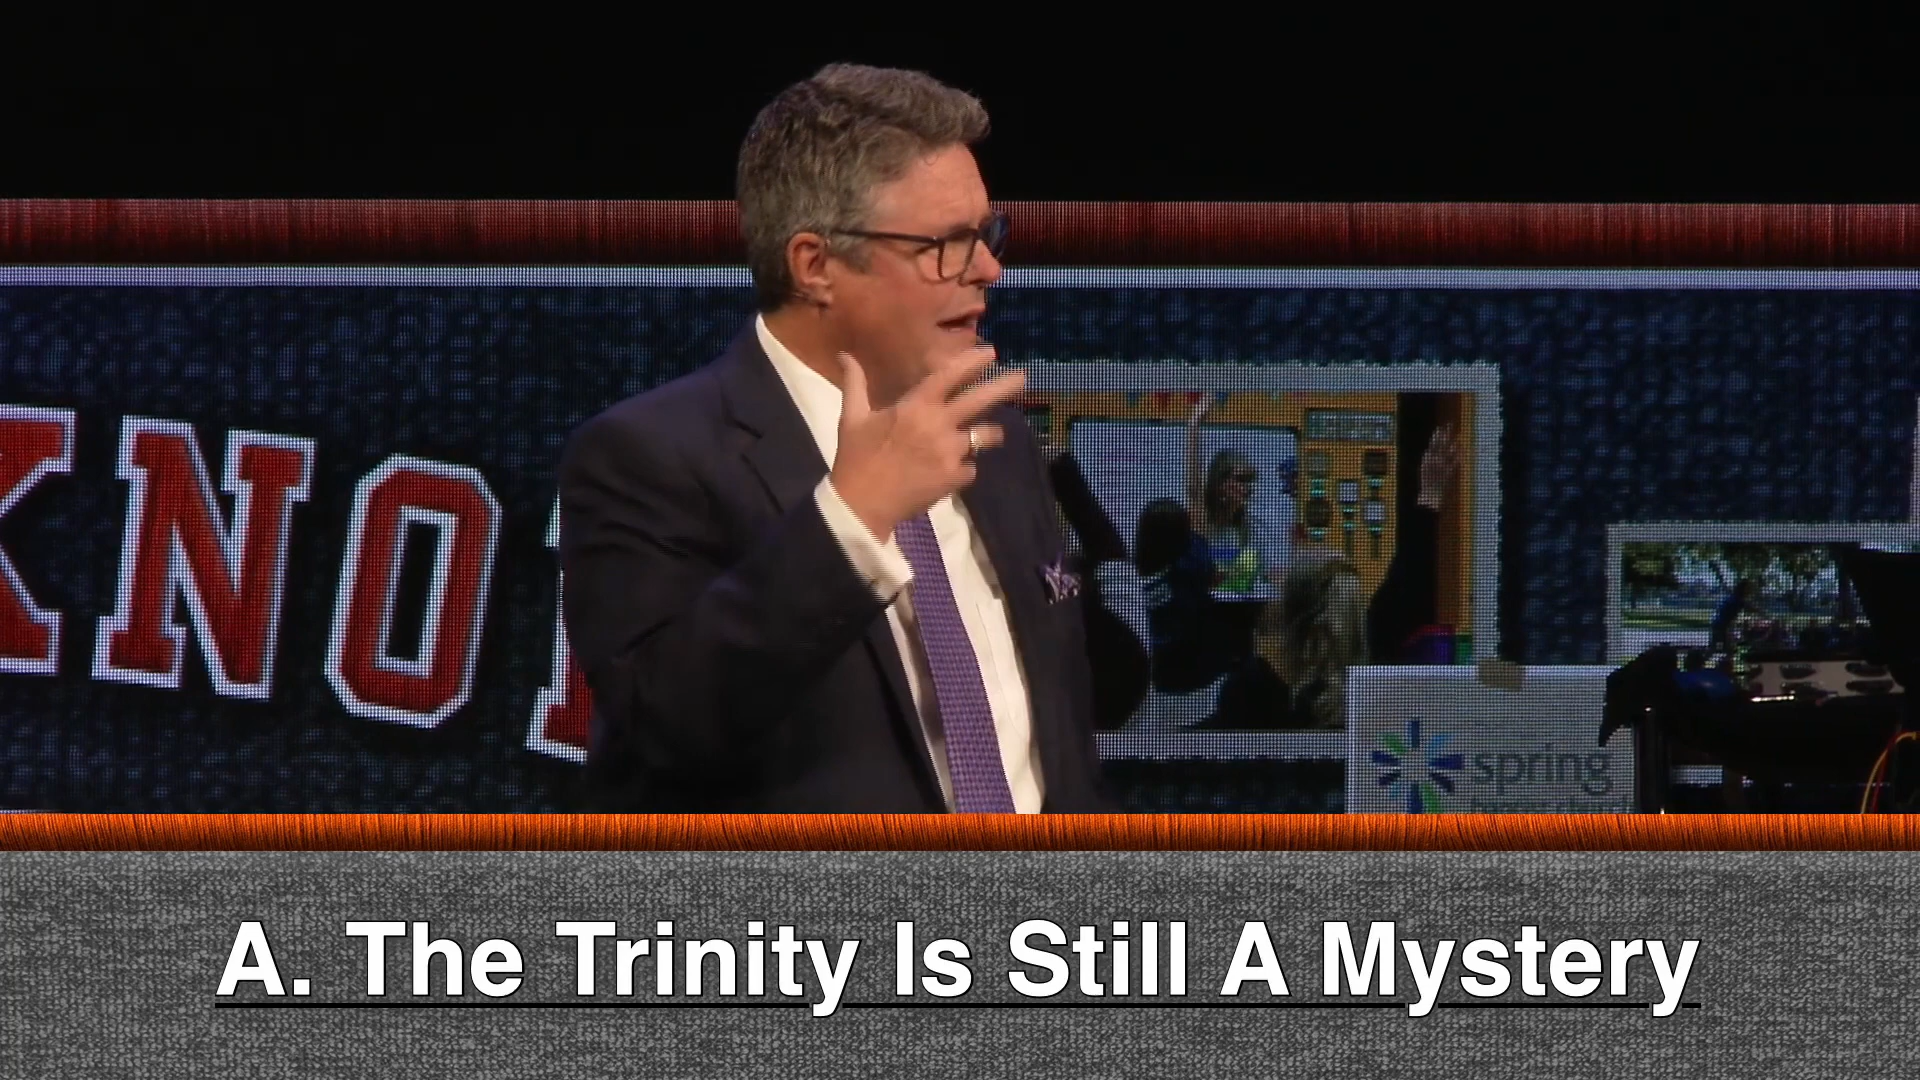 KNO
spring
A. The Trinity Is Still A Mystery